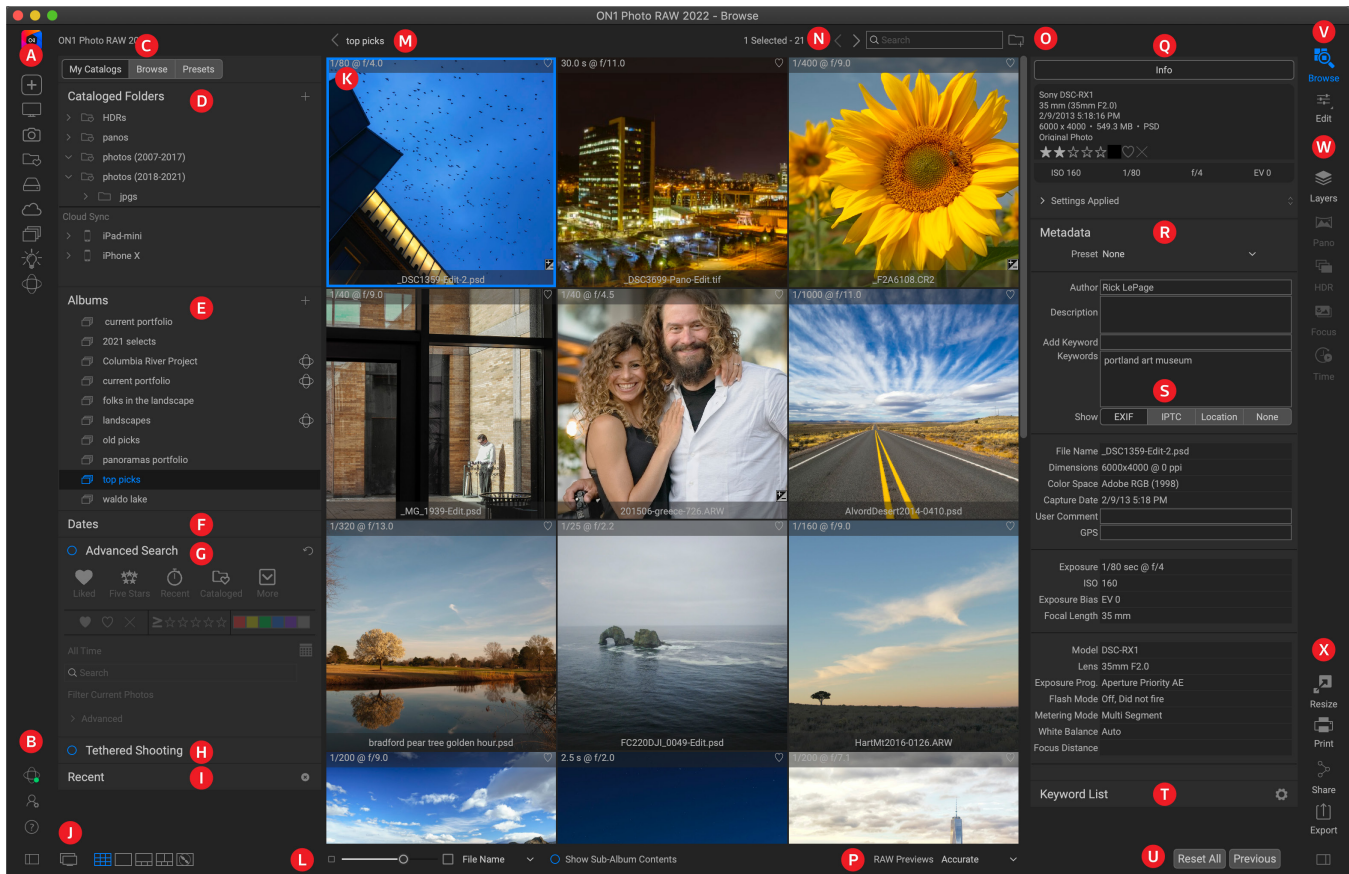 ON1 Photo RAW 2022 - Browse
A
ON1 Photo RAW 20
C
My Catalogs Browse Presets
Cataloged Folders D
HDRs
panos
photos (2007-2017)
photos (2018-2021)
jpgs
Cloud Sync
iPad-mini
iPhone X
Albums E
current portfolio
2021 selects
Columbia River Project
current portfolio
folks in the landscape
landscapes
old picks
panoramas portfolio
top picks
waldo lake
Dates F
Advanced Search G
Liked Five Stars Recent Cataloged More
All Time
Search
Filter Current Photos
Advanced
Tethered Shooting H
Recent I
B
J
top picks M
1 Selected - 21 N
Search
O
K
1/80 @ f/4.0
_DSC1359-Edit-2.psd
30.0 s @ f/11.0
_DSC3699-Pano-Edit.tif
1/400 @ f/9.0
_F2A6108.CR2
1/40 @ f/9.0
_MG_1939-Edit.psd
1/40 @ f/4.5
201506-greece-726.ARW
1/1000 @ f/11.0
AlvordDesert2014-0410.psd
1/320 @ f/13.0
bradford pear tree golden hour.psd
1/25 @ f/2.2
FC220DJI_0049-Edit.psd
1/160 @ f/9.0
HartMt2016-0126.ARW
1/200 @ f/9.0
2.5 s @ f/2.0
1/200 @ f/7.1
L
File Name
Show Sub-Album Contents
P
RAW Previews Accurate
Q
Info
Sony DSC-RX1
35 mm (35mm F2.0)
2/9/2013 5:18:16 PM
6000 x 4000 • 549.3 MB • PSD
Original Photo
ISO 160 1/80 f/4 EV 0
Settings Applied
Metadata R
Preset None
Author Rick LePage
Description
Add Keyword
Keywords portland art museum
S
Show EXIF IPTC Location None
File Name _DSC1359-Edit-2.psd
Dimensions 6000x4000 @ 0 ppi
Color Space Adobe RGB (1998)
Capture Date 2/9/13 5:18 PM
User Comment
GPS
Exposure 1/80 sec @ f/4
ISO 160
Exposure Bias EV 0
Focal Length 35 mm
Model DSC-RX1
Lens 35mm F2.0
Exposure Prog. Aperture Priority AE
Flash Mode Off, Did not fire
Metering Mode Multi Segment
White Balance Auto
Focus Distance
Keyword List T
U Reset All Previous
V
Browse
Edit
W
Layers
Pano
HDR
Focus
Time
X
Resize
Print
Share
Export